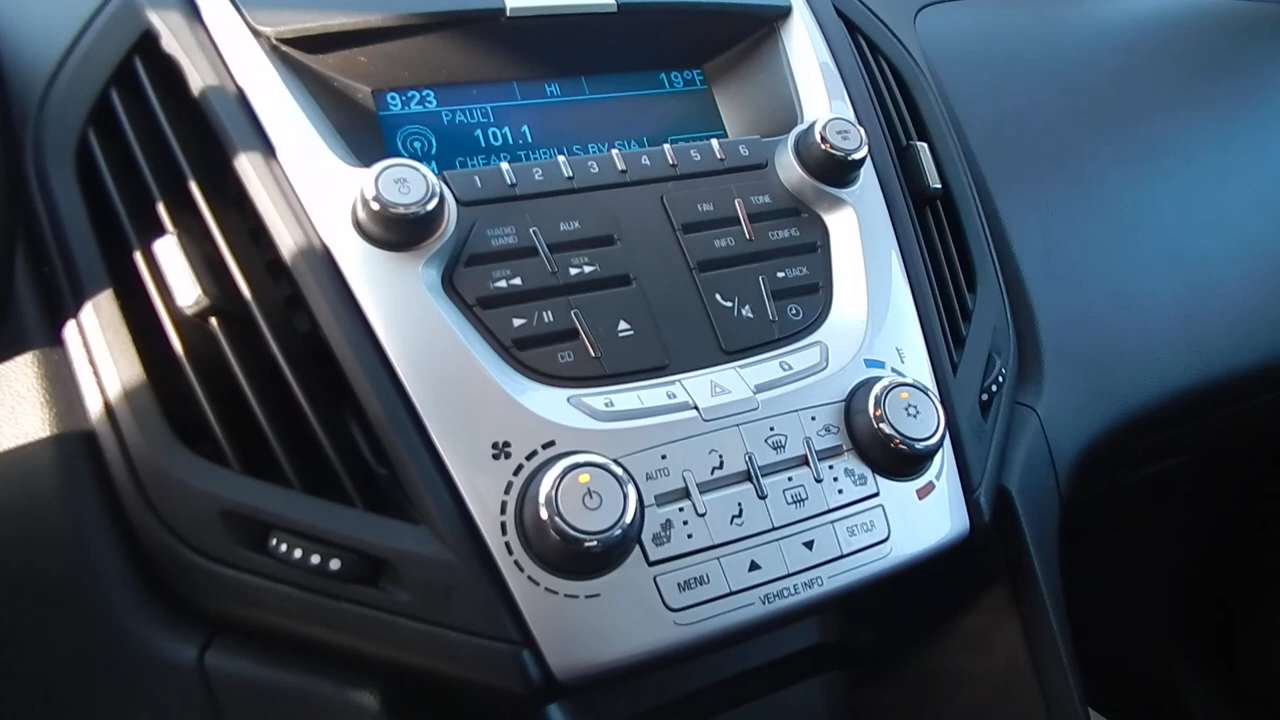 9:23 HI 19°F
PAUL]
101.1
CHEAP THRILLS BY SIA
VOL
MENU
SEL
1 2 3 4 5 6
RADIO
BAND
AUX
FAV
TONE
SEEK
SEEK
INFO
CONFIG
BACK
CD
AUTO
MENU
SET/CLR
VEHICLE INFO